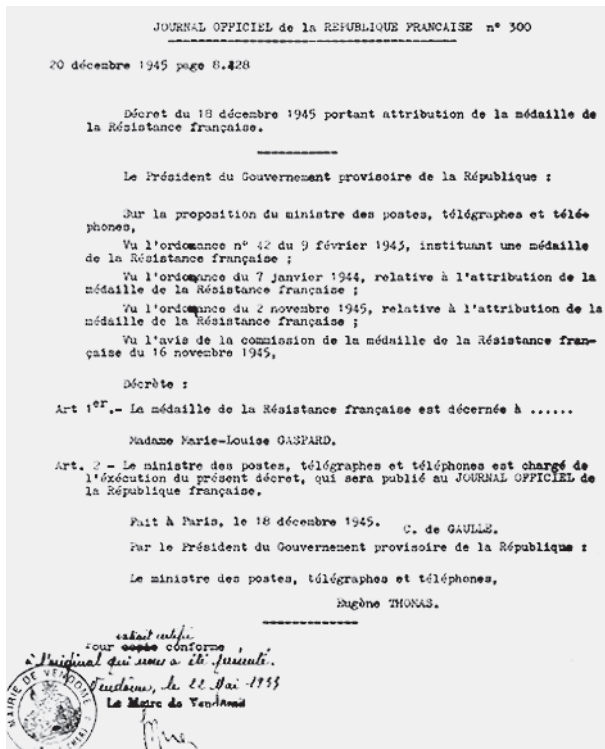 JOURNAL OFFICIEL de la REPUBLIQUE FRANCAISE n° 300
20 décembre 1945 page 8.428
Décret du 18 décembre 1945 portant attribution de la médaille de
la Résistance française.
Le Président du Gouvernement provisoire de la République :
Sur la proposition du ministre des postes, télégraphes et télé-
phones,
Vu l'ordonnance n° 42 du 9 février 1943, instituant une médaille
de la Résistance française ;
Vu l'ordonnance du 7 janvier 1944, relative à l'attribution de la
médaille de la Résistance française ;
Vu l'ordonnance du 2 novembre 1945, relative à l'attribution de la
médaille de la Résistance française ;
Vu l'avis de la commission de la médaille de la Résistance fran-
çaise du 16 novembre 1945,
Décrète :
Art 1er.- La médaille de la Résistance française est décernée à ......
Madame Marie-Louise GASPARD.
Art. 2 - Le ministre des postes, télégraphes et téléphones est chargé de
l'éxécution du présent décret, qui sera publié au JOURNAL OFFICIEL de
la République française.
Fait à Paris, le 18 décembre 1945.
C. de GAULLE.
Par le Président du Gouvernement provisoire de la République :
Le ministre des postes, télégraphes et téléphones,
Eugène THOMAS.
extrait certifié
Pour copie conforme
à l'original qui nous a été présenté.
Vendôme, le 22 Mai
Le Maire de Vendôme
MAIRIE DE VENDOME